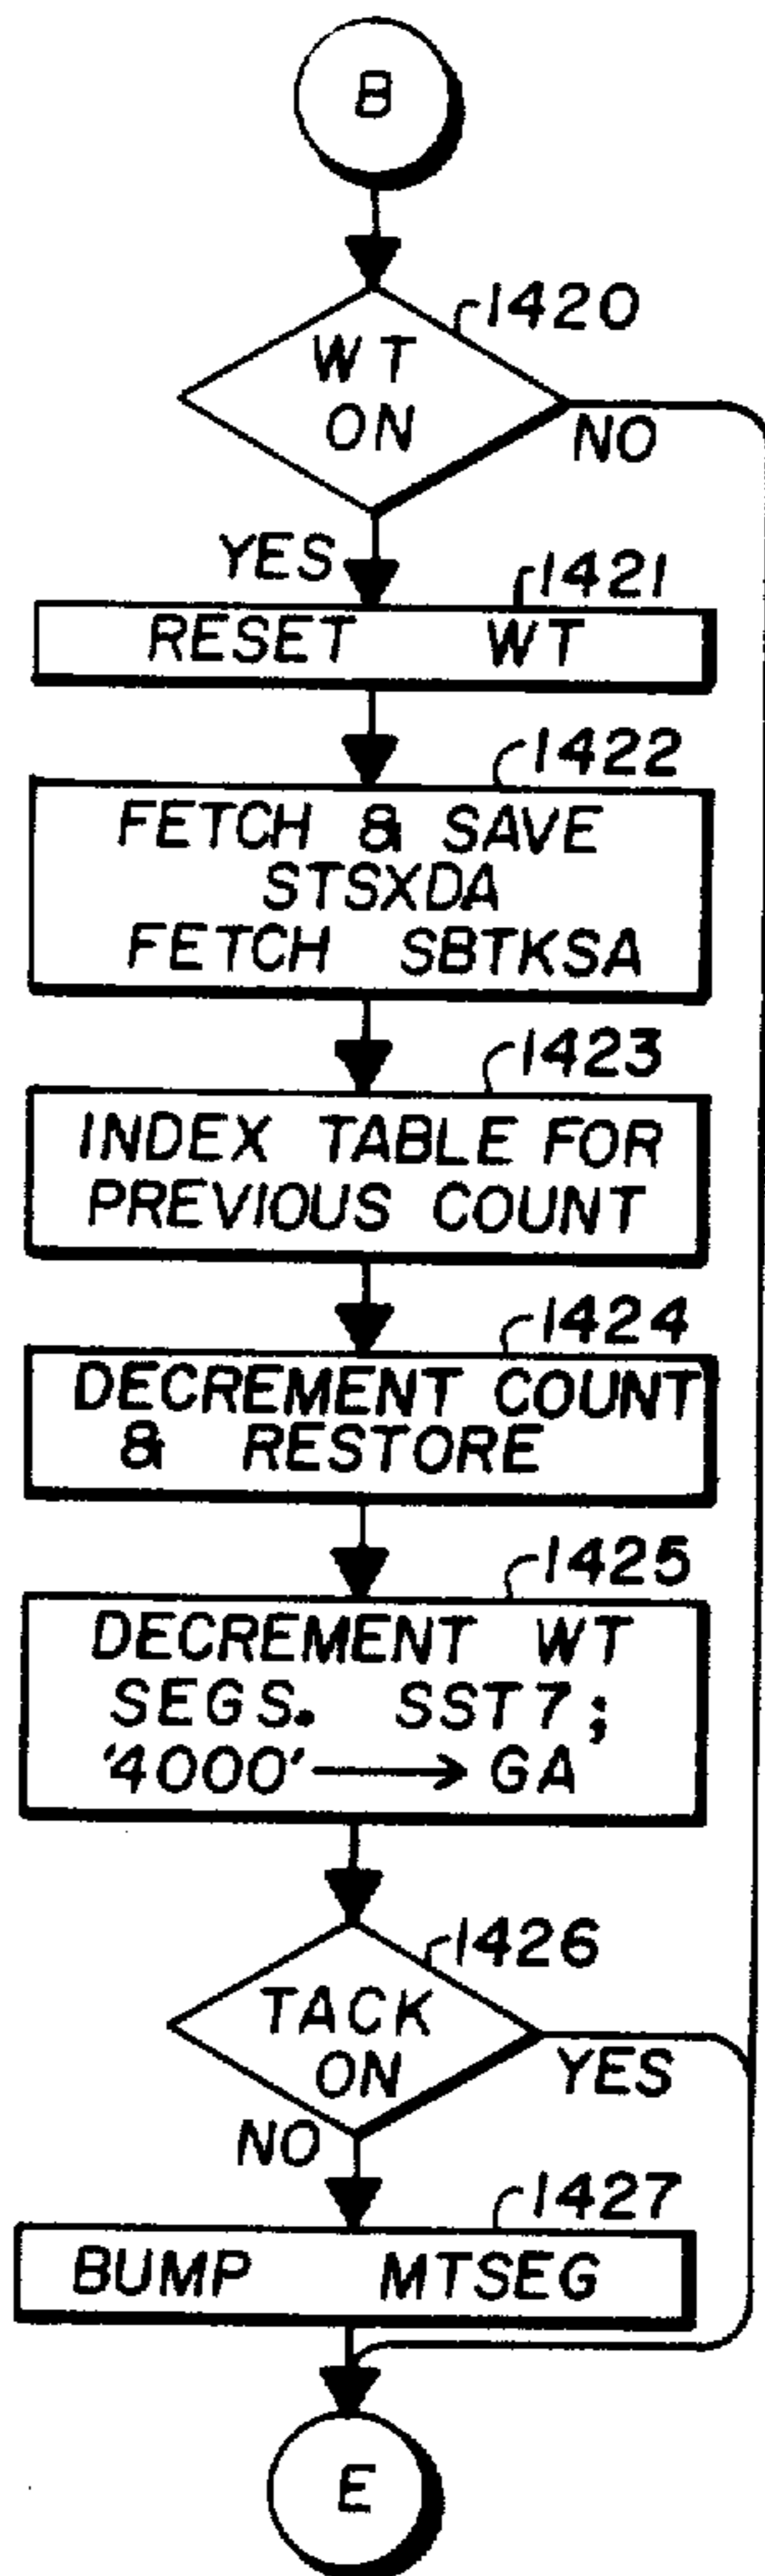 B
1420
WT
ON
NO
YES
1421
RESET WT
1422
FETCH & SAVE
STSXDA
FETCH SBTKSA
1423
INDEX TABLE FOR
PREVIOUS COUNT
1424
DECREMENT COUNT
& RESTORE
1425
DECREMENT WT
SEGS. SST7;
'4000' → GA
1426
TACK
ON
YES
NO
1427
BUMP MTSEG
E